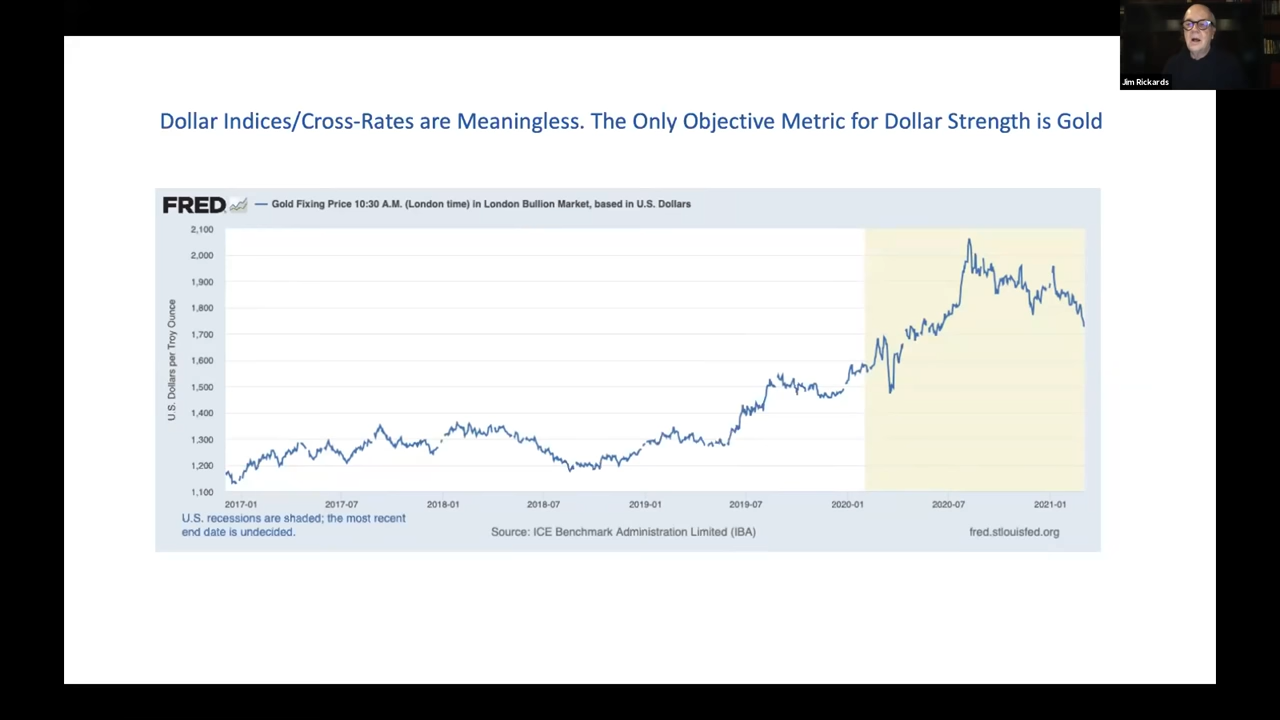 Jim Rickards
Dollar Indices/Cross-Rates are Meaningless. The Only Objective Metric for Dollar Strength is Gold
FRED — Gold Fixing Price 10:30 A.M. (London time) in London Bullion Market, based in U.S. Dollars
U.S. Dollars per Troy Ounce
2,100
2,000
1,900
1,800
1,700
1,600
1,500
1,400
1,300
1,200
1,100
2017-01 2017-07 2018-01 2018-07 2019-01 2019-07 2020-01 2020-07 2021-01
U.S. recessions are shaded; the most recent
end date is undecided.
Source: ICE Benchmark Administration Limited (IBA)
fred.stlouisfed.org